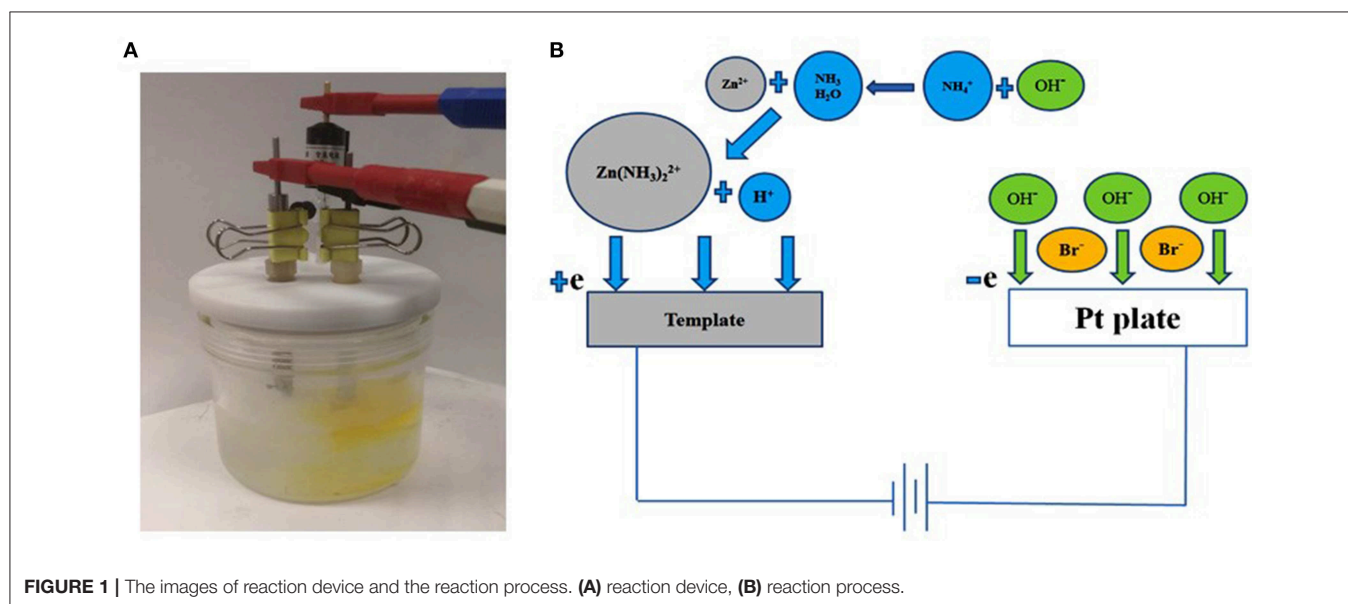 A
B
Zn²⁺ + NH₃ H₂O NH₄⁺ + OH⁻
Zn(NH₃)₂²⁺ + H⁺
OH⁻ OH⁻ OH⁻
Br⁻ Br⁻
+e
-e
Template
Pt plate
FIGURE 1 | The images of reaction device and the reaction process. (A) reaction device, (B) reaction process.